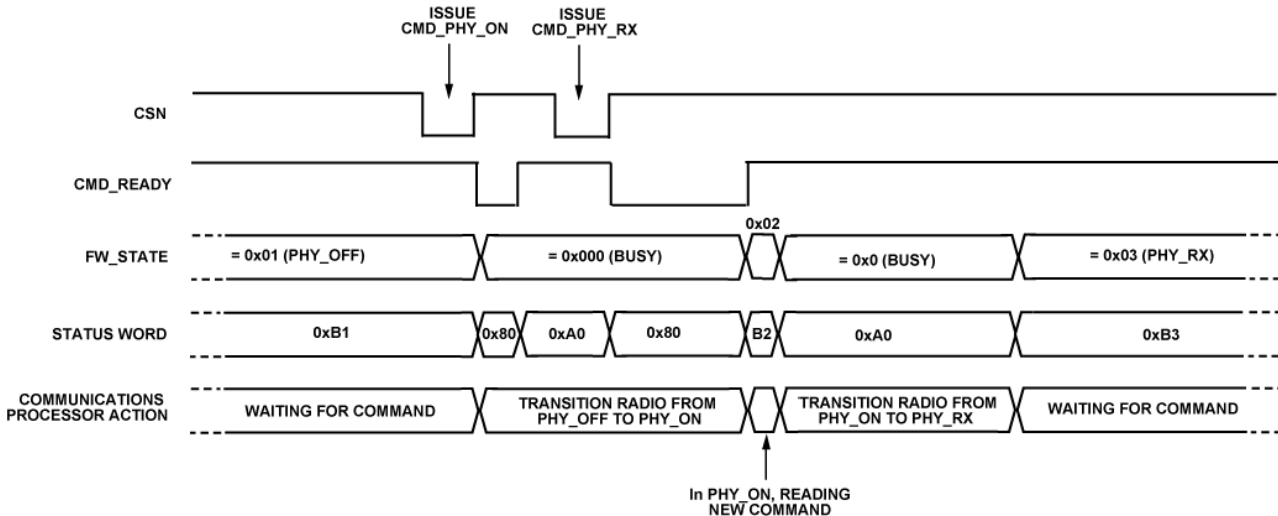 ISSUE
CMD_PHY_ON
ISSUE
CMD_PHY_RX
CSN
CMD_READY
0x02
FW_STATE
= 0x01 (PHY_OFF)
= 0x000 (BUSY)
= 0x0 (BUSY)
= 0x03 (PHY_RX)
STATUS WORD
0xB1
0x80
0xA0
0x80
B2
0xA0
0xB3
COMMUNICATIONS
PROCESSOR ACTION
WAITING FOR COMMAND
TRANSITION RADIO FROM
PHY_OFF TO PHY_ON
TRANSITION RADIO FROM
PHY_ON TO PHY_RX
WAITING FOR COMMAND
In PHY_ON, READING
NEW COMMAND